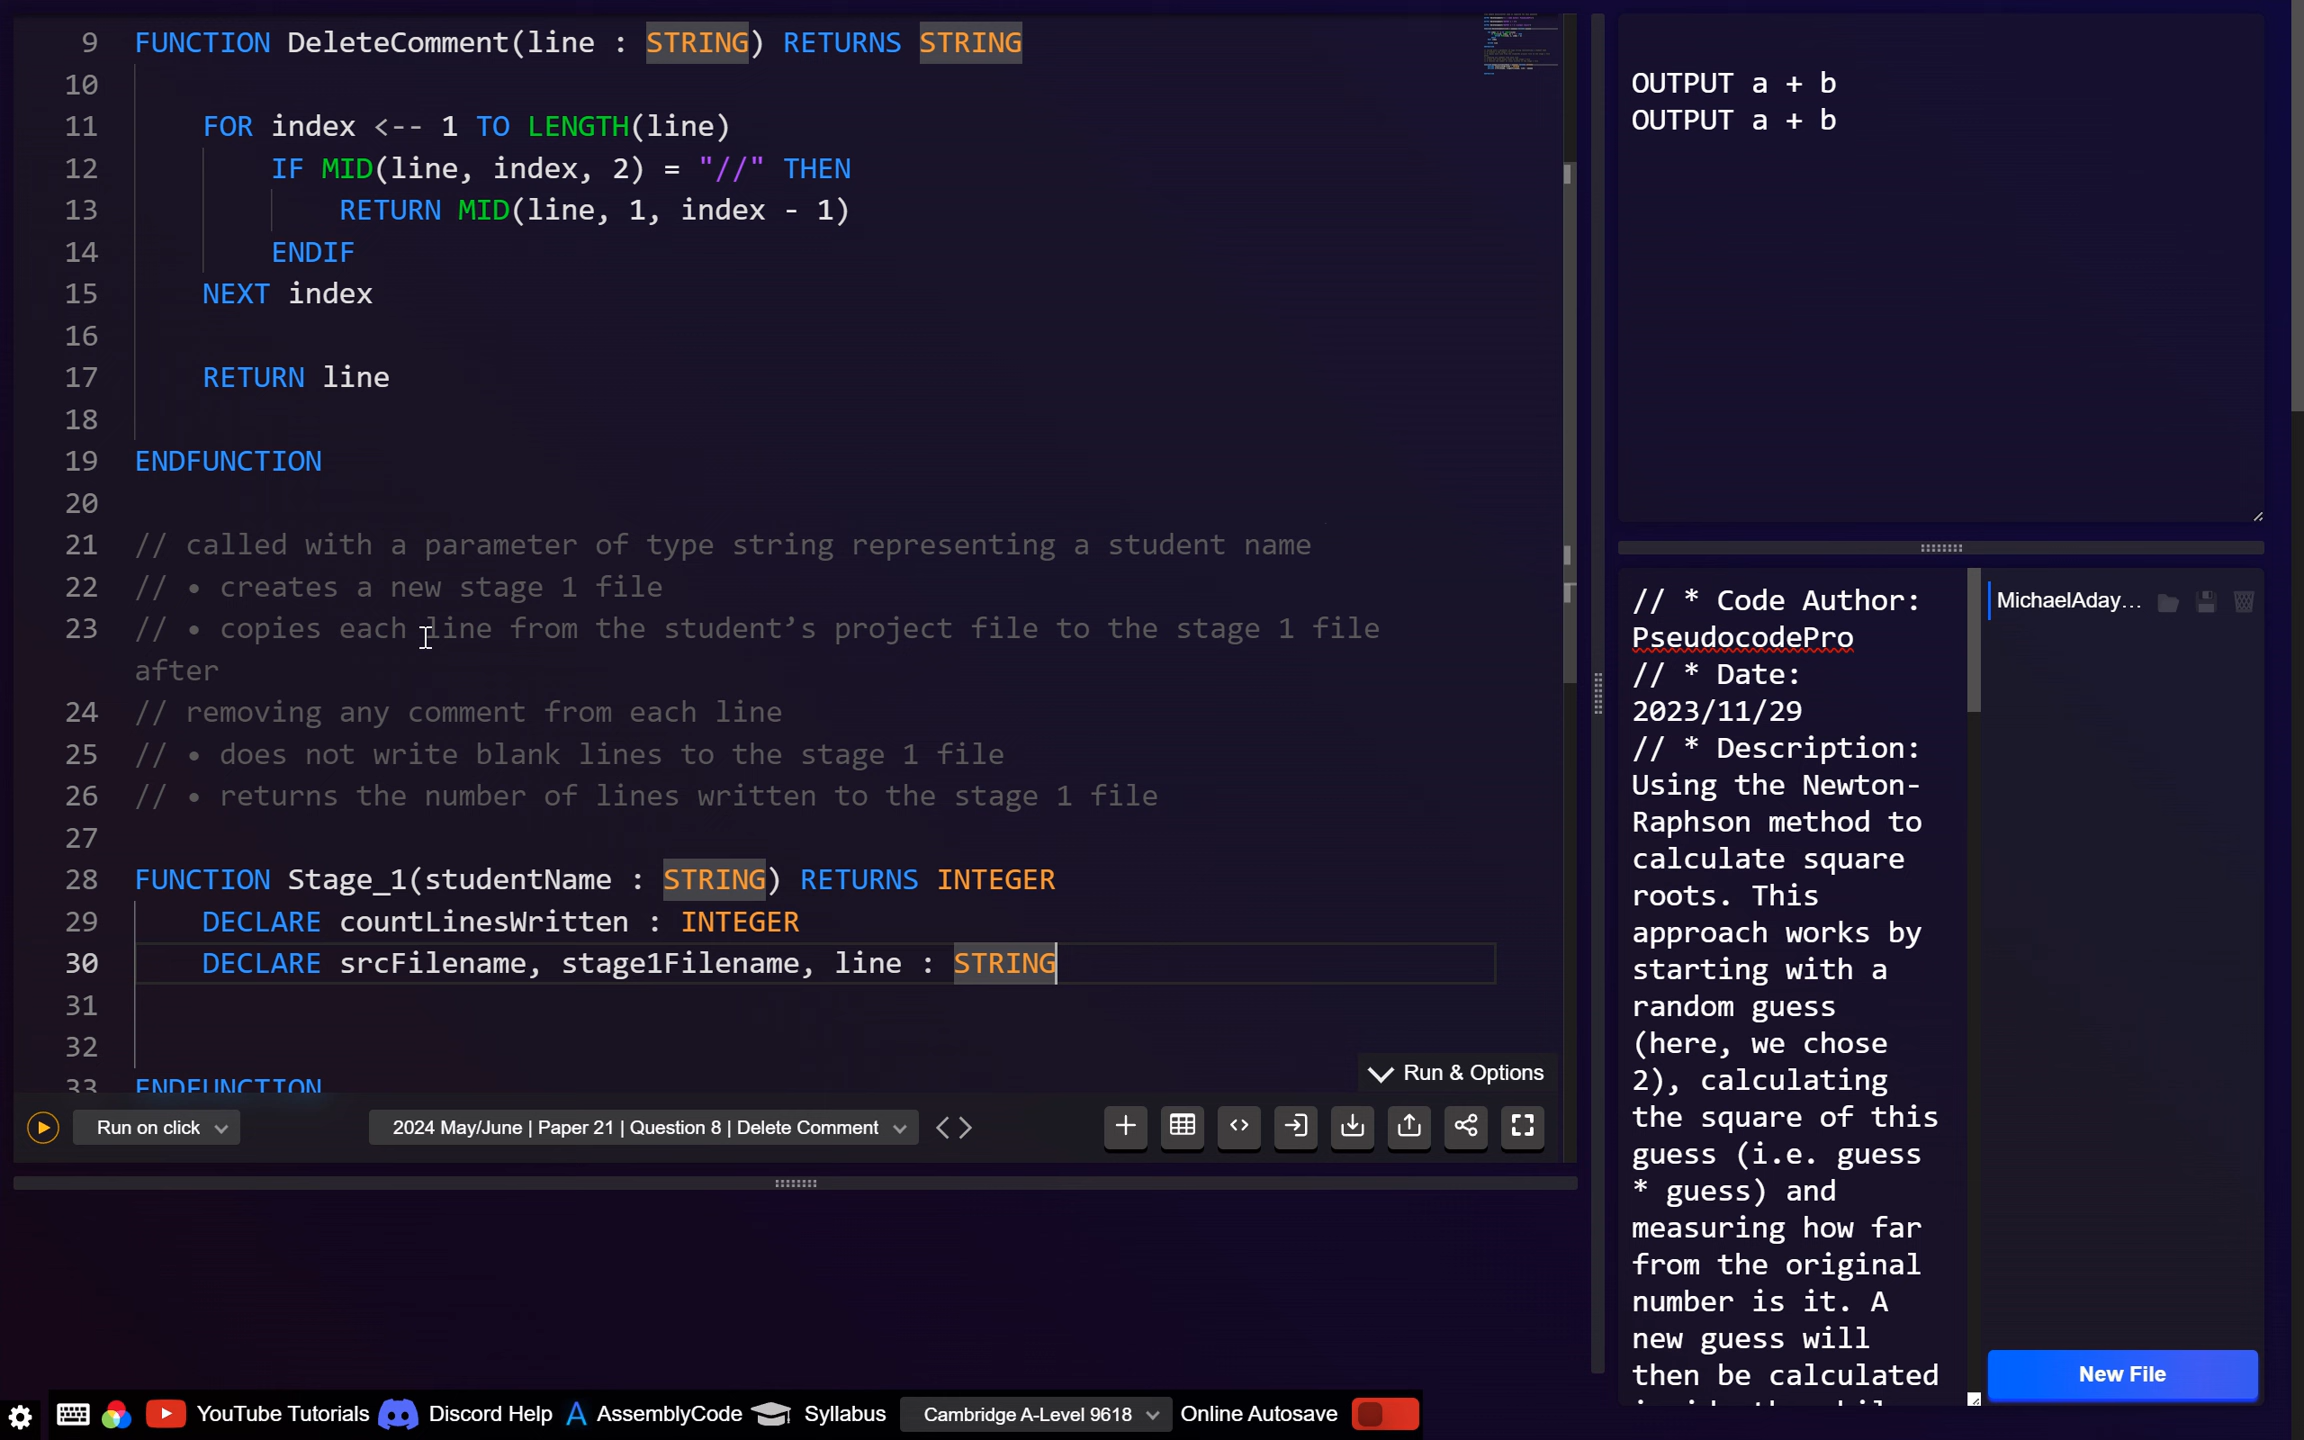 9 FUNCTION DeleteComment(line : STRING) RETURNS STRING
10
11 FOR index <-- 1 TO LENGTH(line)
12 IF MID(line, index, 2) = "//" THEN
13 RETURN MID(line, 1, index - 1)
14 ENDIF
15 NEXT index
16
17 RETURN line
18
19 ENDFUNCTION
20
21 // called with a parameter of type string representing a student name
22 // • creates a new stage 1 file
23 // • copies each line from the student’s project file to the stage 1 file
after
24 // removing any comment from each line
25 // • does not write blank lines to the stage 1 file
26 // • returns the number of lines written to the stage 1 file
27
28 FUNCTION Stage_1(studentName : STRING) RETURNS INTEGER
29 DECLARE countLinesWritten : INTEGER
30 DECLARE srcFilename, stage1Filename, line : STRING
31
32
33 ENDFUNCTION
Run & Options
Run on click
2024 May/June | Paper 21 | Question 8 | Delete Comment
OUTPUT a + b
OUTPUT a + b
// * Code Author:
PseudocodePro
// * Date:
2023/11/29
// * Description:
Using the Newton-
Raphson method to
calculate square
roots. This
approach works by
starting with a
random guess
(here, we chose
2), calculating
the square of this
guess (i.e. guess
* guess) and
measuring how far
from the original
number is it. A
new guess will
then be calculated
MichaelAday...
New File
YouTube Tutorials
Discord Help
AssemblyCode
Syllabus
Cambridge A-Level 9618
Online Autosave